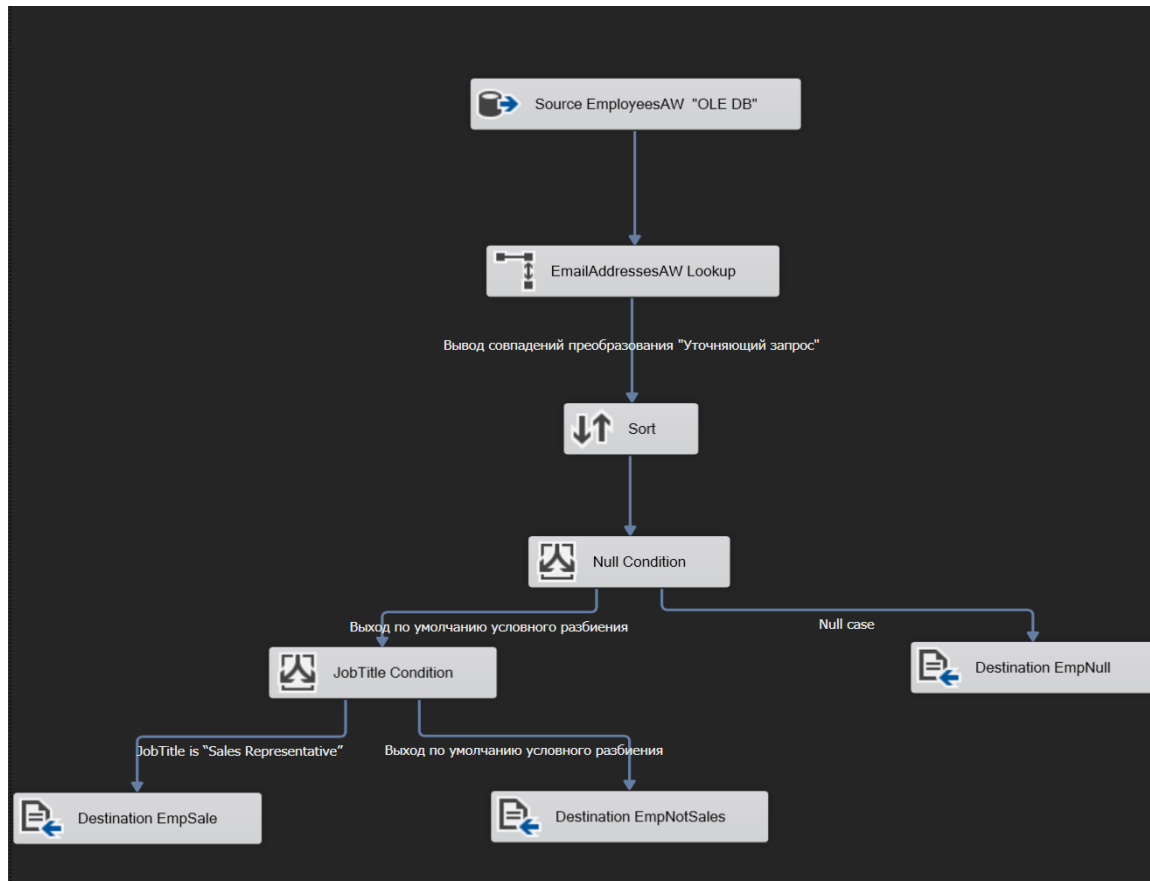 Source EmployeesAW  "OLE DB"
EmailAddressesAW Lookup
Вывод совпадений преобразования "Уточняющий запрос"
Sort
Null Condition
Выход по умолчанию условного разбиения
Null case
JobTitle Condition
Destination EmpNull
JobTitle is “Sales Representative”
Выход по умолчанию условного разбиения
Destination EmpSale
Destination EmpNotSales